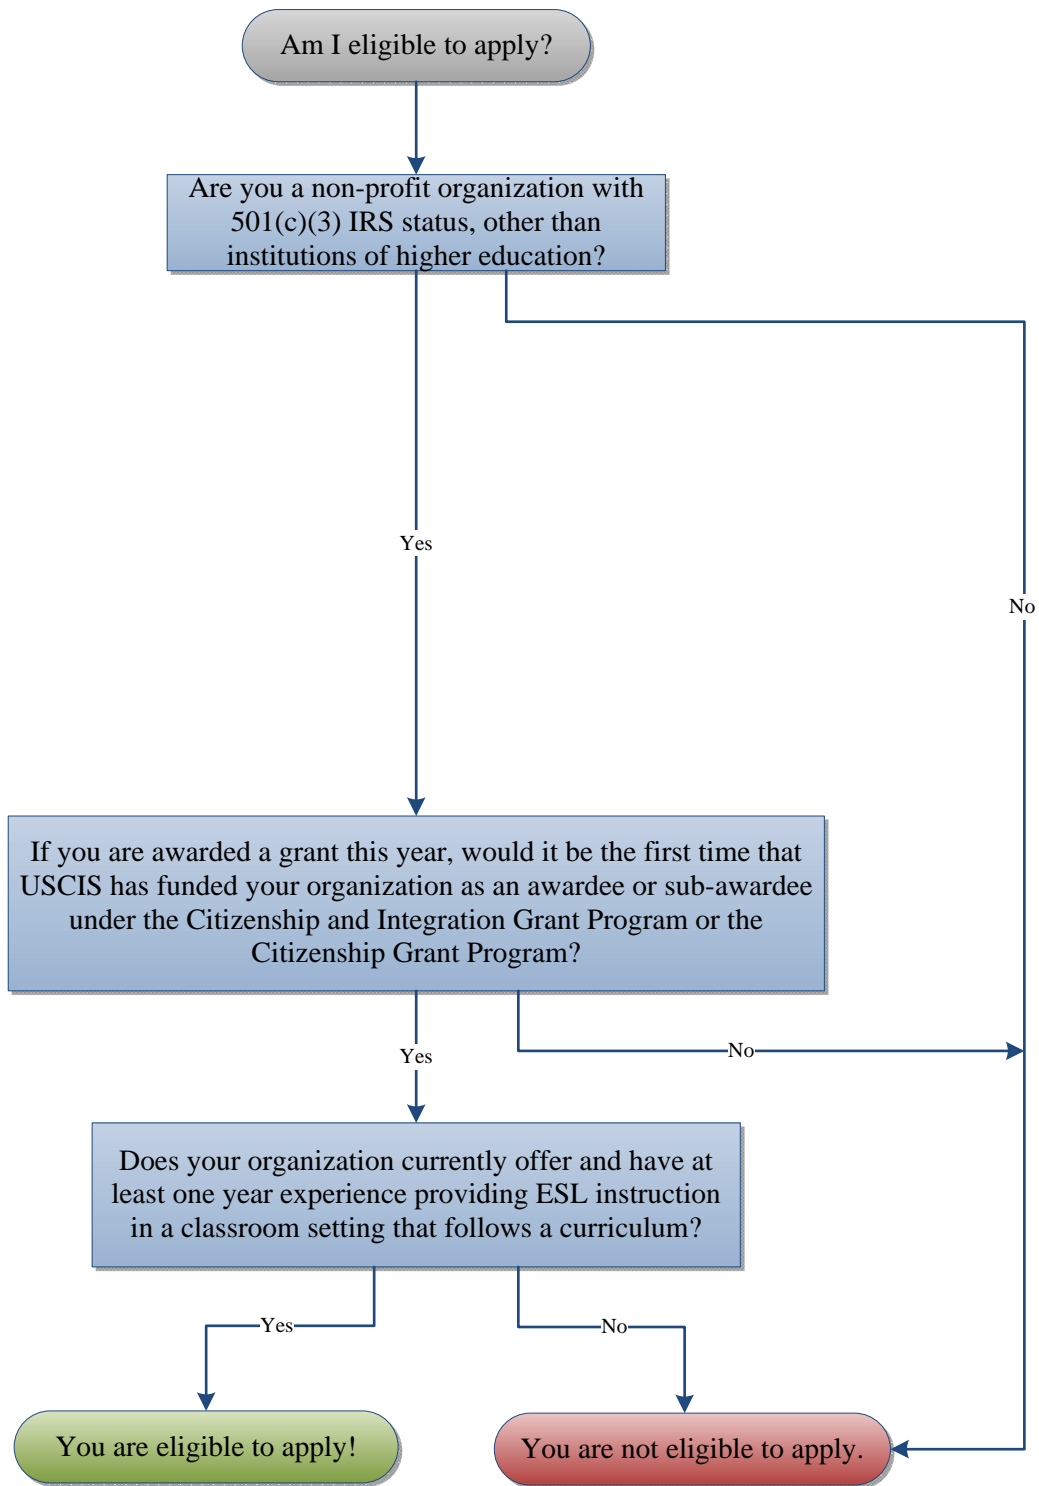 Am I eligible to apply?
Are you a non-profit organization with
501(c)(3) IRS status, other than
institutions of higher education?
Yes
No
If you are awarded a grant this year, would it be the first time that
USCIS has funded your organization as an awardee or sub-awardee
under the Citizenship and Integration Grant Program or the
Citizenship Grant Program?
Yes
No
Does your organization currently offer and have at
least one year experience providing ESL instruction
in a classroom setting that follows a curriculum?
Yes
No
You are eligible to apply!
You are not eligible to apply.